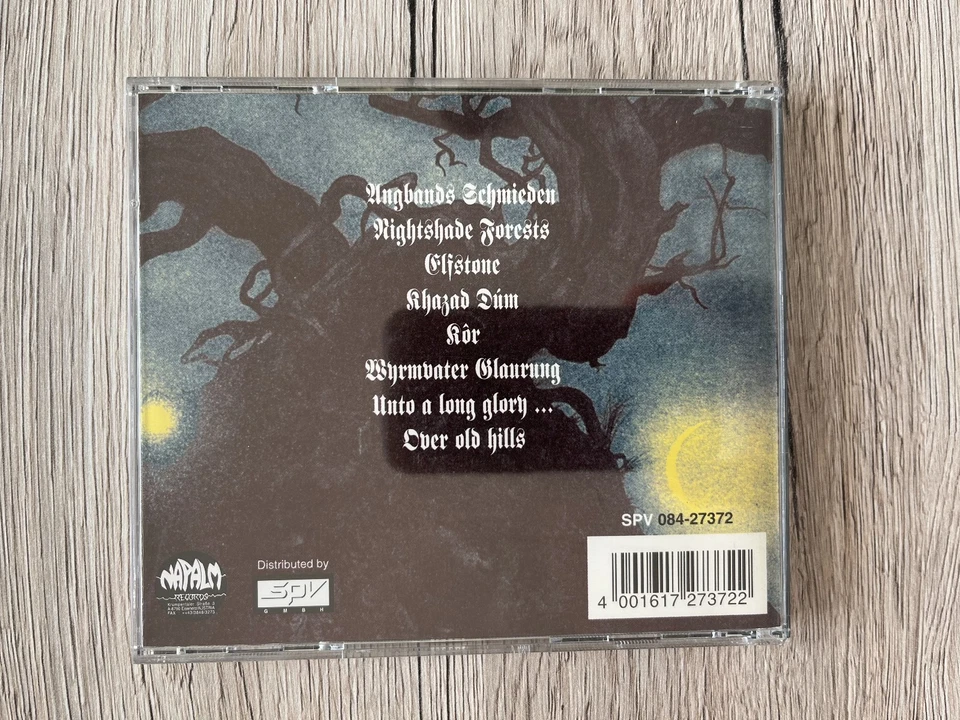 Angbands Schmieden
Nightshade Forests
Elfstone
Khazad Dúm
Kôr
Wyrmvater Glaurung
Unto a long glory ...
Over old hills
SPV 084-27372
NAPALM
RECORDS
Distributed by
SPV
GMBH
4 001617 273722